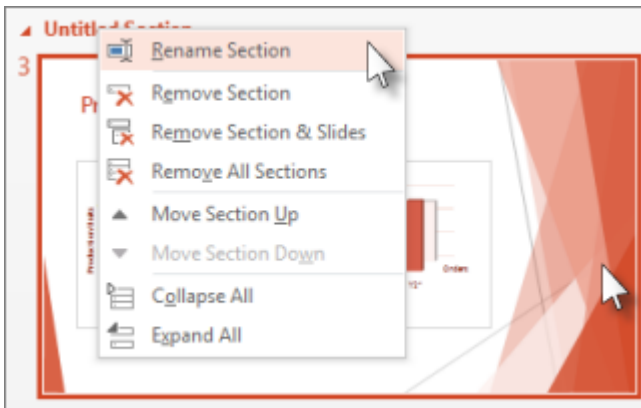 Untitled Section
3
Rename Section
Pr
Remove Section
Remove Section & Slides
Remove All Sections
Move Section Up
Move Section Down
Collapse All
Expand All
Orders